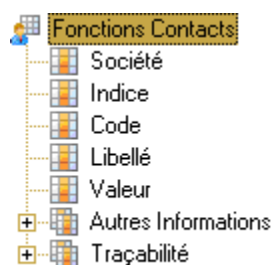 Fonctions Contacts
Société
Indice
Code
Libellé
Valeur
Autres Informations
Traçabilité